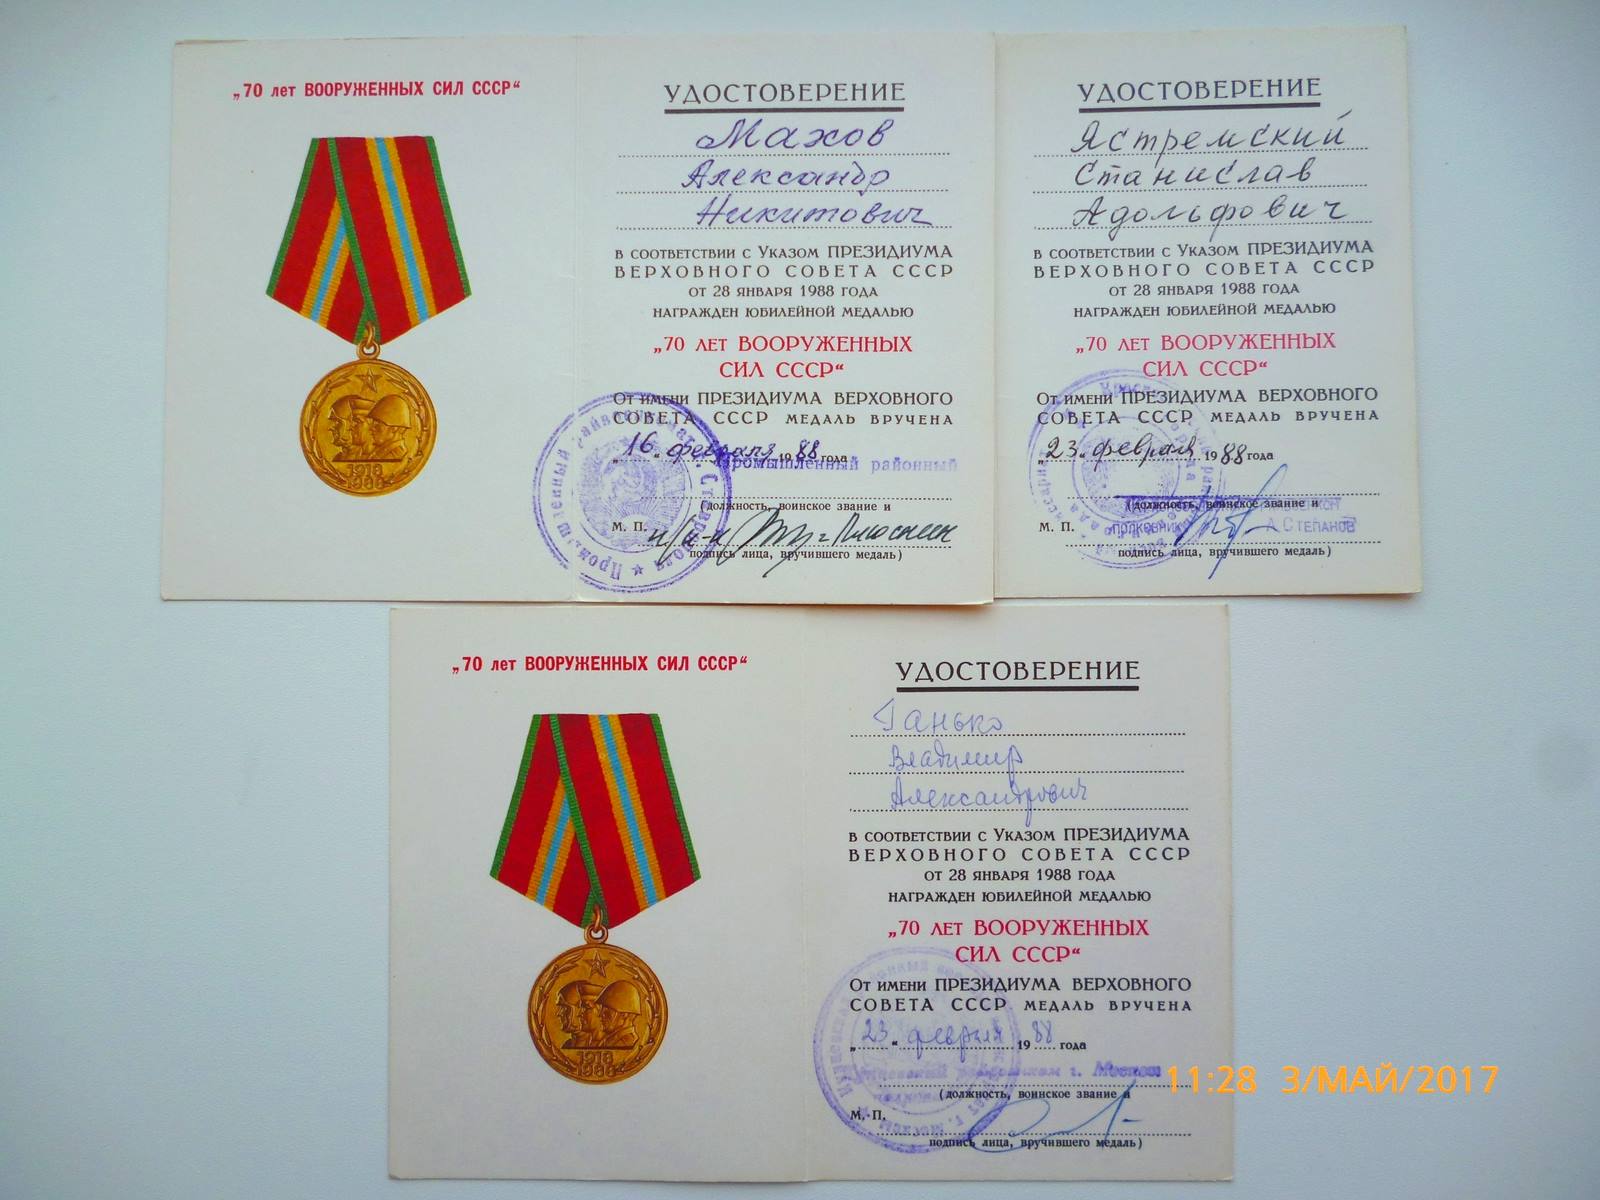 „70 лет ВООРУЖЕННЫХ СИЛ СССР“
1918
1988
УДОСТОВЕРЕНИЕ
Махов
Александр
Никитович
в соответствии с Указом ПРЕЗИДИУМА
ВЕРХОВНОГО СОВЕТА СССР
от 28 января 1988 года
награжден юбилейной медалью
„70 лет ВООРУЖЕННЫХ
СИЛ СССР“
От имени ПРЕЗИДИУМА ВЕРХОВНОГО
СОВЕТА СССР медаль вручена
„16“ февраля 1988 года
Промышленный районный
(должность, воинское звание и
М. П.
подпись лица, вручившего медаль)
УДОСТОВЕРЕНИЕ
Ястремский
Станислав
Адольфович
в соответствии с Указом ПРЕЗИДИУМА
ВЕРХОВНОГО СОВЕТА СССР
от 28 января 1988 года
награжден юбилейной медалью
„70 лет ВООРУЖЕННЫХ
СИЛ СССР“
От имени ПРЕЗИДИУМА ВЕРХОВНОГО
СОВЕТА СССР медаль вручена
„23“ февраля 1988 года
(должность, воинское звание и
М. П. полковник А. СТЕПАНОВ
подпись лица, вручившего медаль)
„70 лет ВООРУЖЕННЫХ СИЛ СССР“
1918
1988
УДОСТОВЕРЕНИЕ
Ганько
Владимир
Александрович
в соответствии с Указом ПРЕЗИДИУМА
ВЕРХОВНОГО СОВЕТА СССР
от 28 января 1988 года
награжден юбилейной медалью
„70 лет ВООРУЖЕННЫХ
СИЛ СССР“
От имени ПРЕЗИДИУМА ВЕРХОВНОГО
СОВЕТА СССР медаль вручена
„23“ февраля 1988 года
г. Москвы
(должность, воинское звание и
М. П.
подпись лица, вручившего медаль)
11:28 3/МАЙ/2017